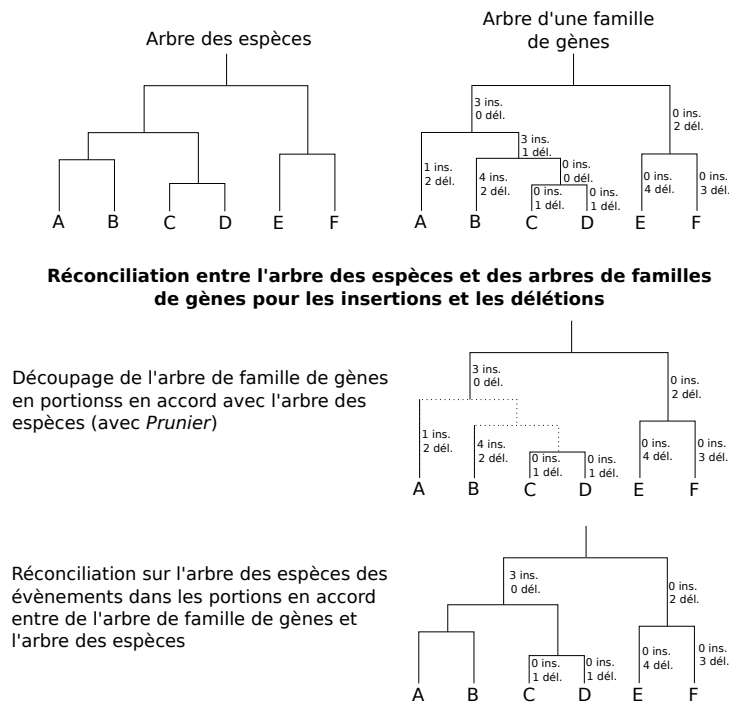 Arbre des espèces
Arbre d'une famille
de gènes
3 ins.
0 dél.
0 ins.
2 dél.
3 ins.
1 dél.
1 ins.
2 dél.
4 ins.
2 dél.
0 ins.
0 dél.
0 ins.
1 dél.
0 ins.
1 dél.
0 ins.
4 dél.
0 ins.
3 dél.
A B C D E F
A B C D E F
Réconciliation entre l'arbre des espèces et des arbres de familles
de gènes pour les insertions et les délétions
Découpage de l'arbre de famille de gènes
en portionss en accord avec l'arbre des
espèces (avec Prunier)
3 ins.
0 dél.
0 ins.
2 dél.
1 ins.
2 dél.
4 ins.
2 dél.
0 ins.
1 dél.
0 ins.
1 dél.
0 ins.
4 dél.
0 ins.
3 dél.
A B C D E F
Réconciliation sur l'arbre des espèces des
évènements dans les portions en accord
entre de l'arbre de famille de gènes et
l'arbre des espèces
3 ins.
0 dél.
0 ins.
2 dél.
0 ins.
1 dél.
0 ins.
1 dél.
0 ins.
4 dél.
0 ins.
3 dél.
A B C D E F